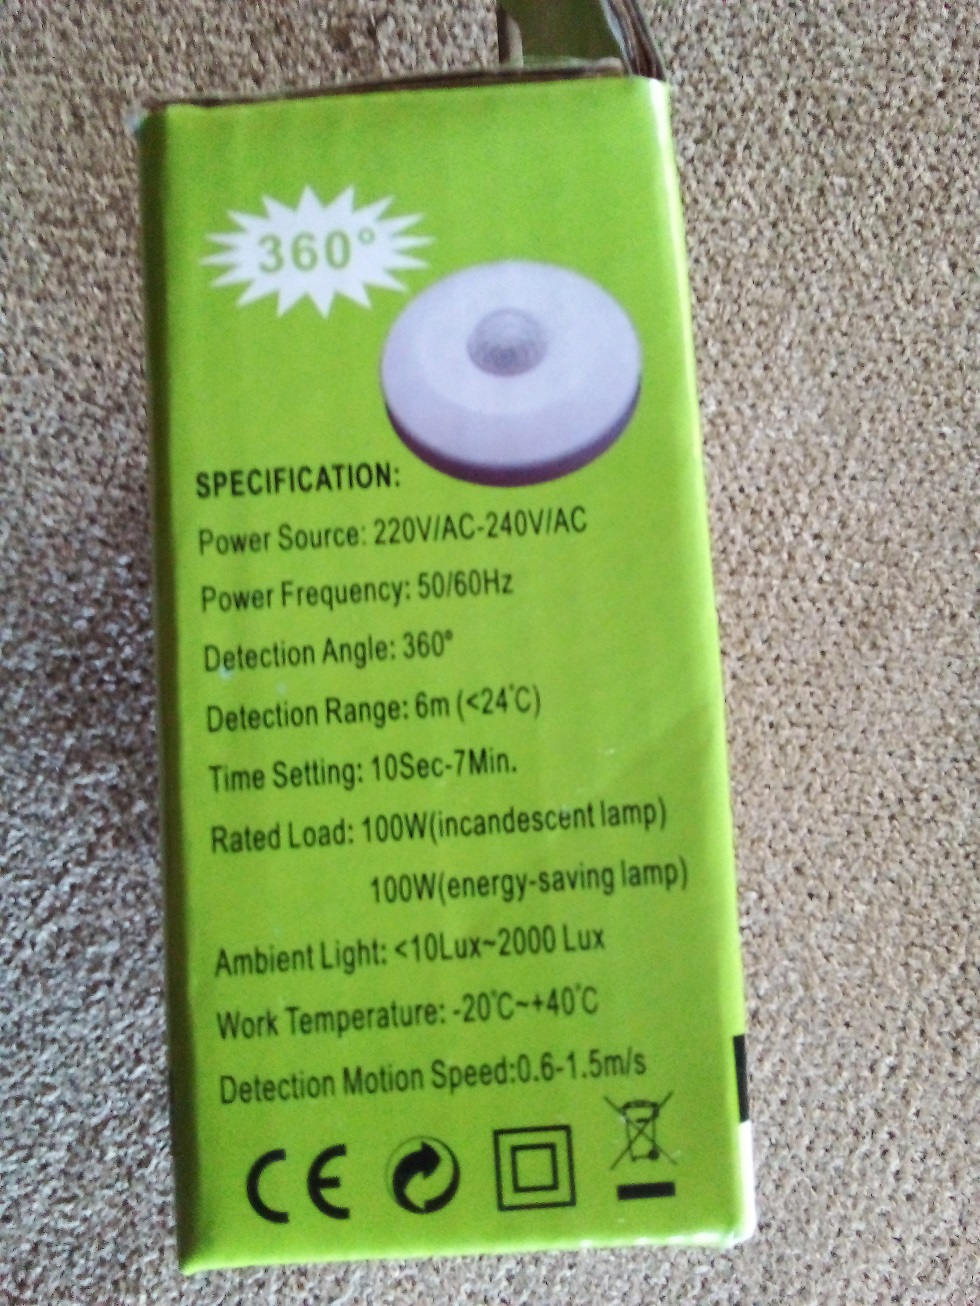 360°
SPECIFICATION:
Power Source: 220V/AC-240V/AC
Power Frequency: 50/60Hz
Detection Angle: 360°
Detection Range: 6m (<24°C)
Time Setting: 10Sec-7Min.
Rated Load: 100W(incandescent lamp)
100W(energy-saving lamp)
Ambient Light: <10Lux~2000 Lux
Work Temperature: -20°C~+40°C
Detection Motion Speed:0.6-1.5m/s
CE